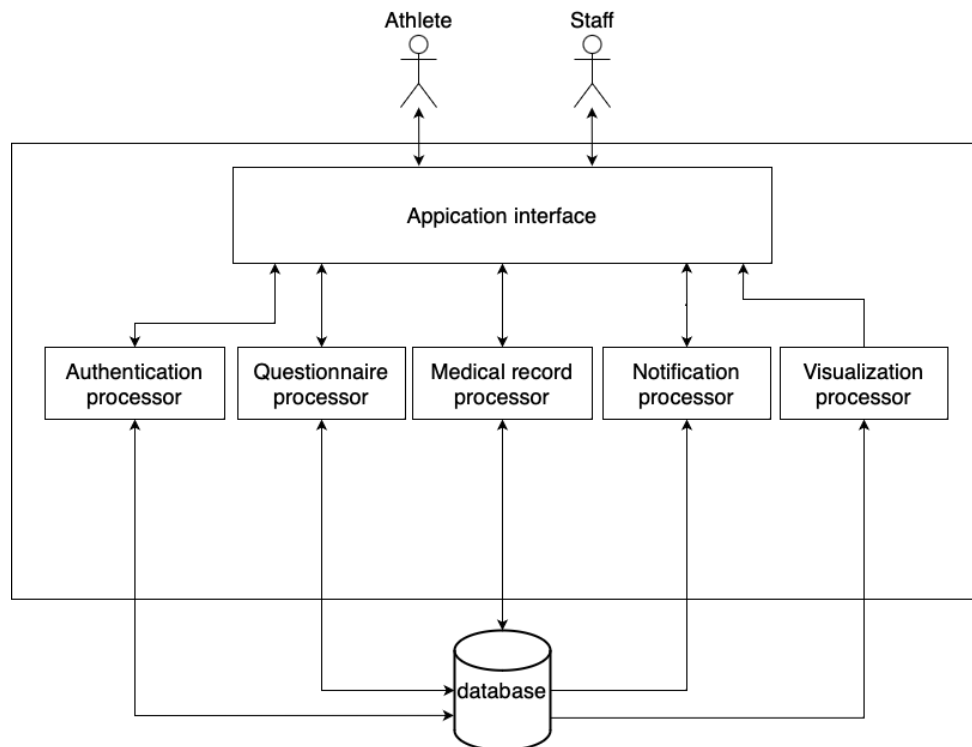 Athlete
Staff
Appication interface
Authentication
processor
Questionnaire
processor
Medical record
processor
Notification
processor
Visualization
processor
database